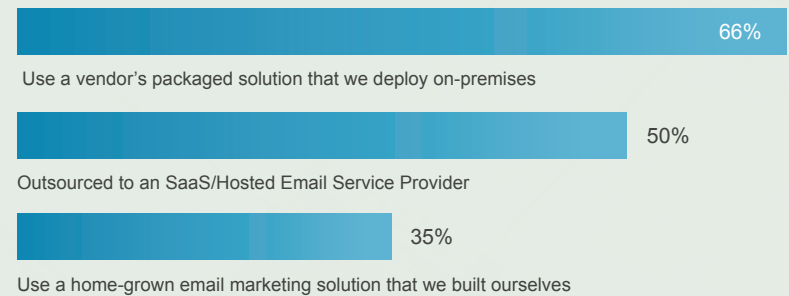 66%
Use a vendor's packaged solution that we deploy on-premises
50%
Outsourced to an SaaS/Hosted Email Service Provider
35%
Use a home-grown email marketing solution that we built ourselves